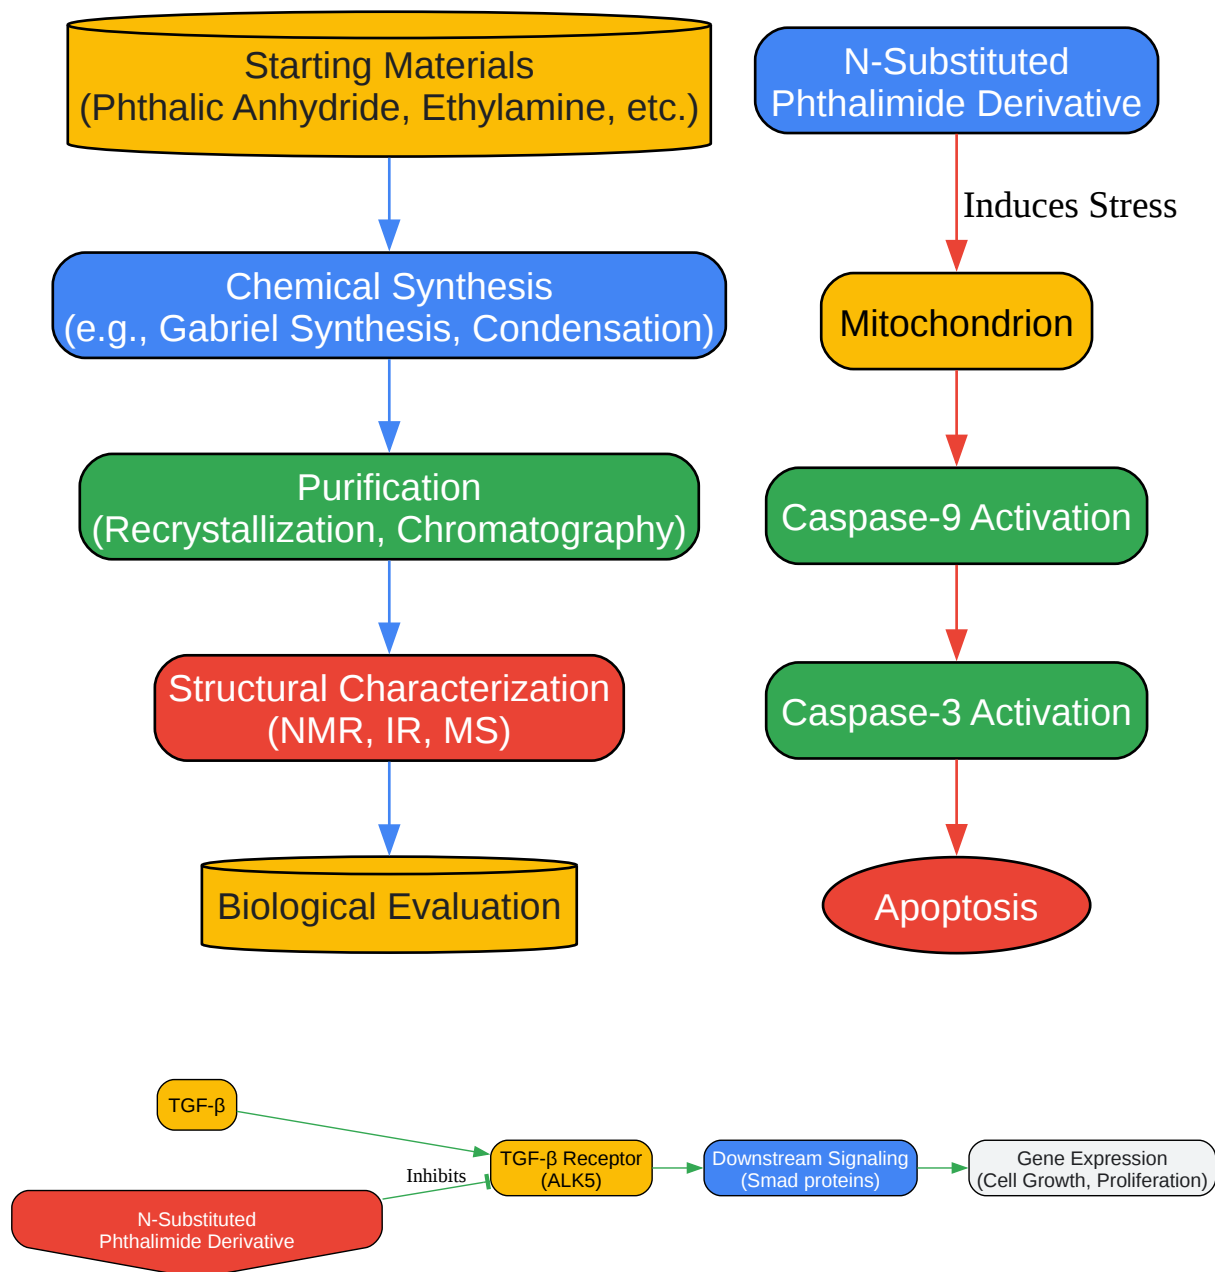 Starting Materials
(Phthalic Anhydride, Ethylamine, etc.)
Chemical Synthesis
(e.g., Gabriel Synthesis, Condensation)
Purification
(Recrystallization, Chromatography)
Structural Characterization
(NMR, IR, MS)
Biological Evaluation
N-Substituted
Phthalimide Derivative
Induces Stress
Mitochondrion
Caspase-9 Activation
Caspase-3 Activation
Apoptosis
TGF-β
Inhibits
N-Substituted
Phthalimide Derivative
TGF-β Receptor
(ALK5)
Downstream Signaling
(Smad proteins)
Gene Expression
(Cell Growth, Proliferation)